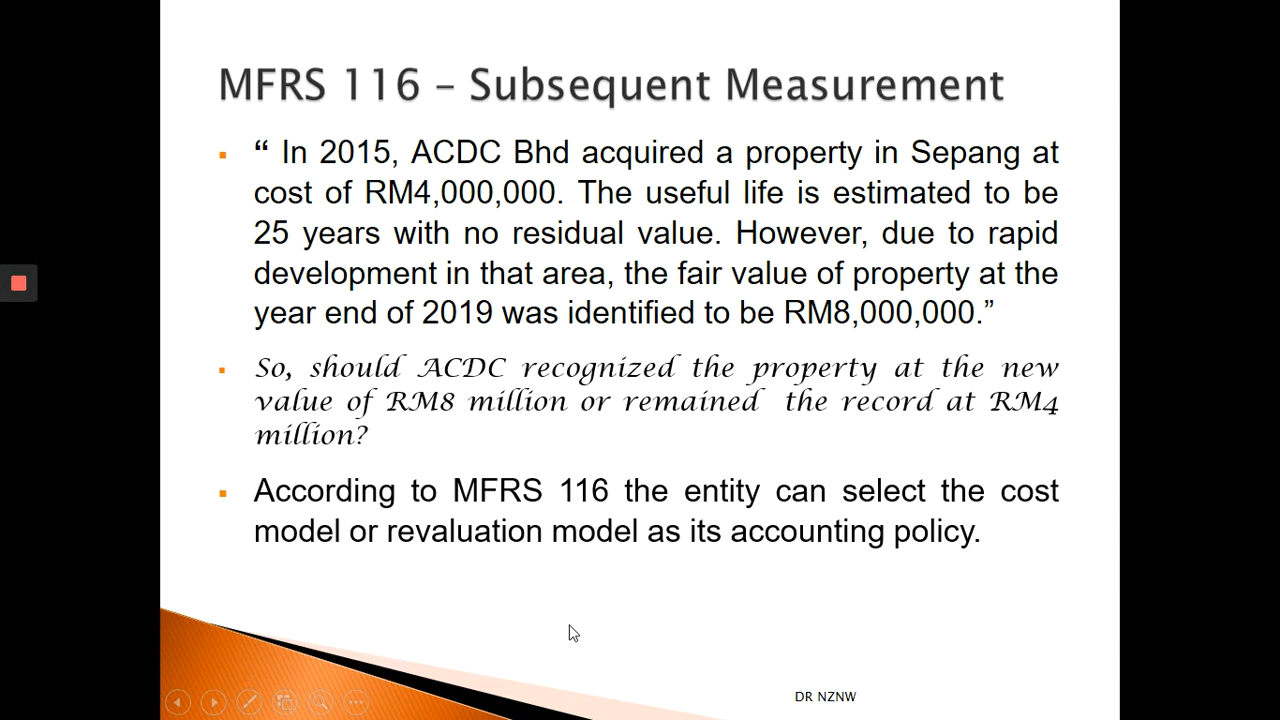 MFRS 116 – Subsequent Measurement
“ In 2015, ACDC Bhd acquired a property in Sepang at
cost of RM4,000,000. The useful life is estimated to be
25 years with no residual value. However, due to rapid
development in that area, the fair value of property at the
year end of 2019 was identified to be RM8,000,000.”
So, should ACDC recognized the property at the new
value of RM8 million or remained the record at RM4
million?
According to MFRS 116 the entity can select the cost
model or revaluation model as its accounting policy.
DR NZNW